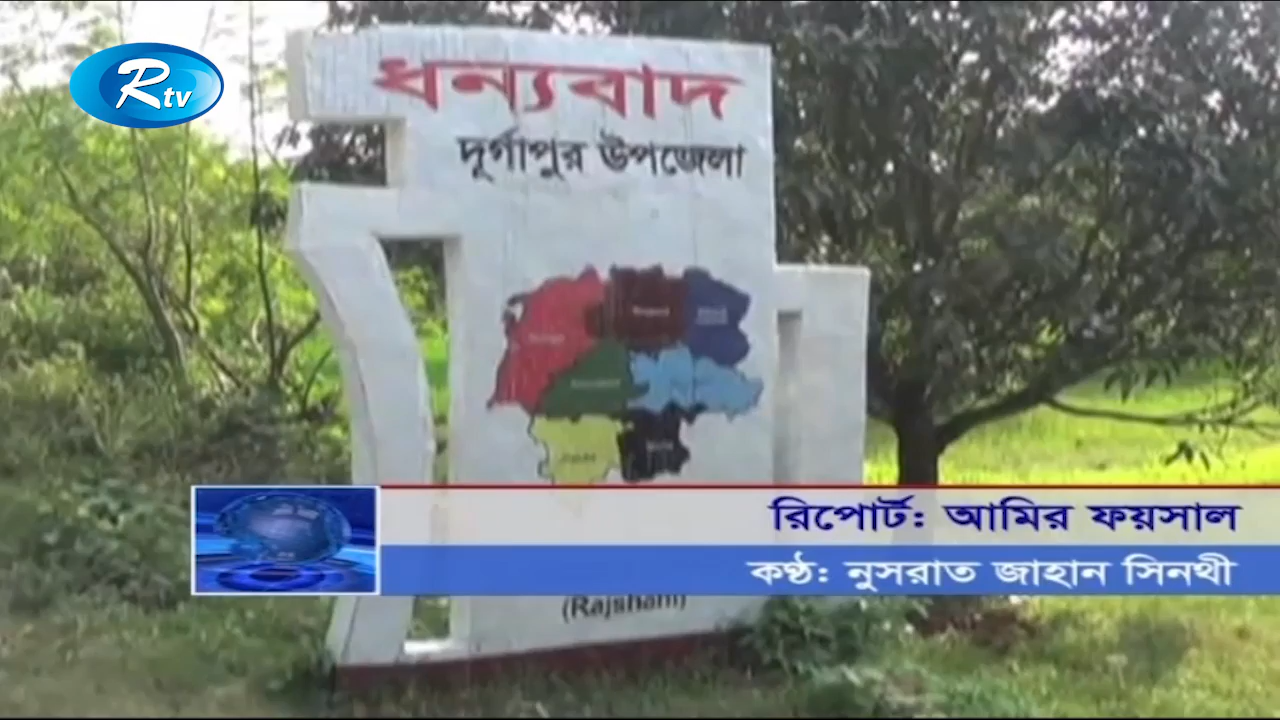 Rtv
ধন্যবাদ
দূর্গাপুর উপজেলা
রিপোর্ট: আমির ফয়সাল
কণ্ঠ: নুসরাত জাহান সিনথী
(Rajshahi)